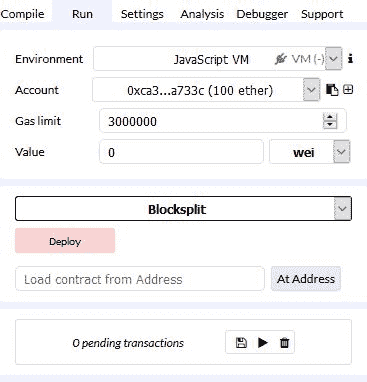 Compile Run Settings Analysis Debugger Support
Environment JavaScript VM VM (-) i
Account 0xca3...a733c (100 ether)
Gas limit 3000000
Value 0 wei
Blocksplit
Deploy
Load contract from Address At Address
0 pending transactions